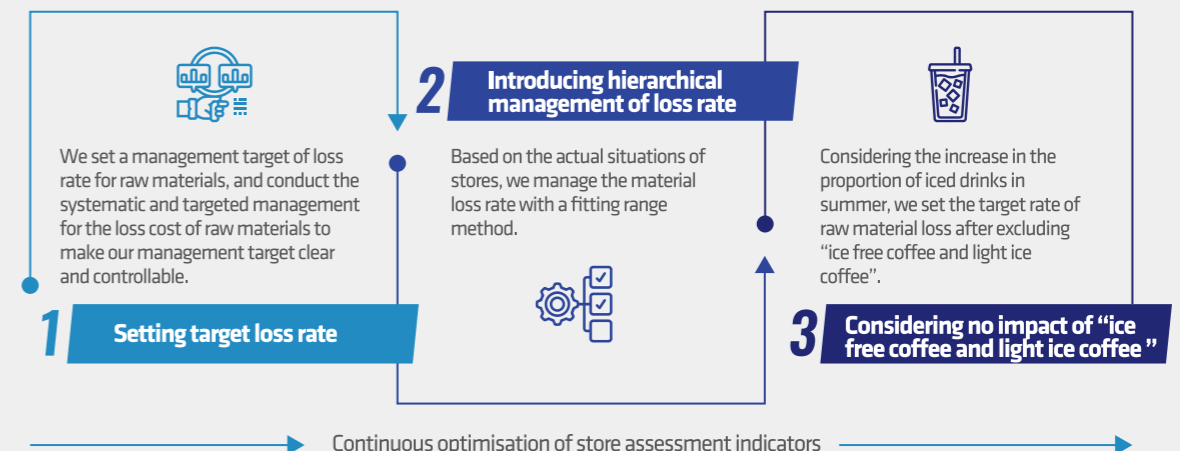 We set a management target of loss
rate for raw materials, and conduct the
systematic and targeted management
for the loss cost of raw materials to
make our management target clear
and controllable.
1
Setting target loss rate
2
Introducing hierarchical
management of loss rate
Based on the actual situations of
stores, we manage the material
loss rate with a fitting range
method.
Considering the increase in the
proportion of iced drinks in
summer, we set the target rate of
raw material loss after excluding
“ice free coffee and light ice
coffee”.
3
Considering no impact of “ice
free coffee and light ice coffee ”
Continuous optimisation of store assessment indicators